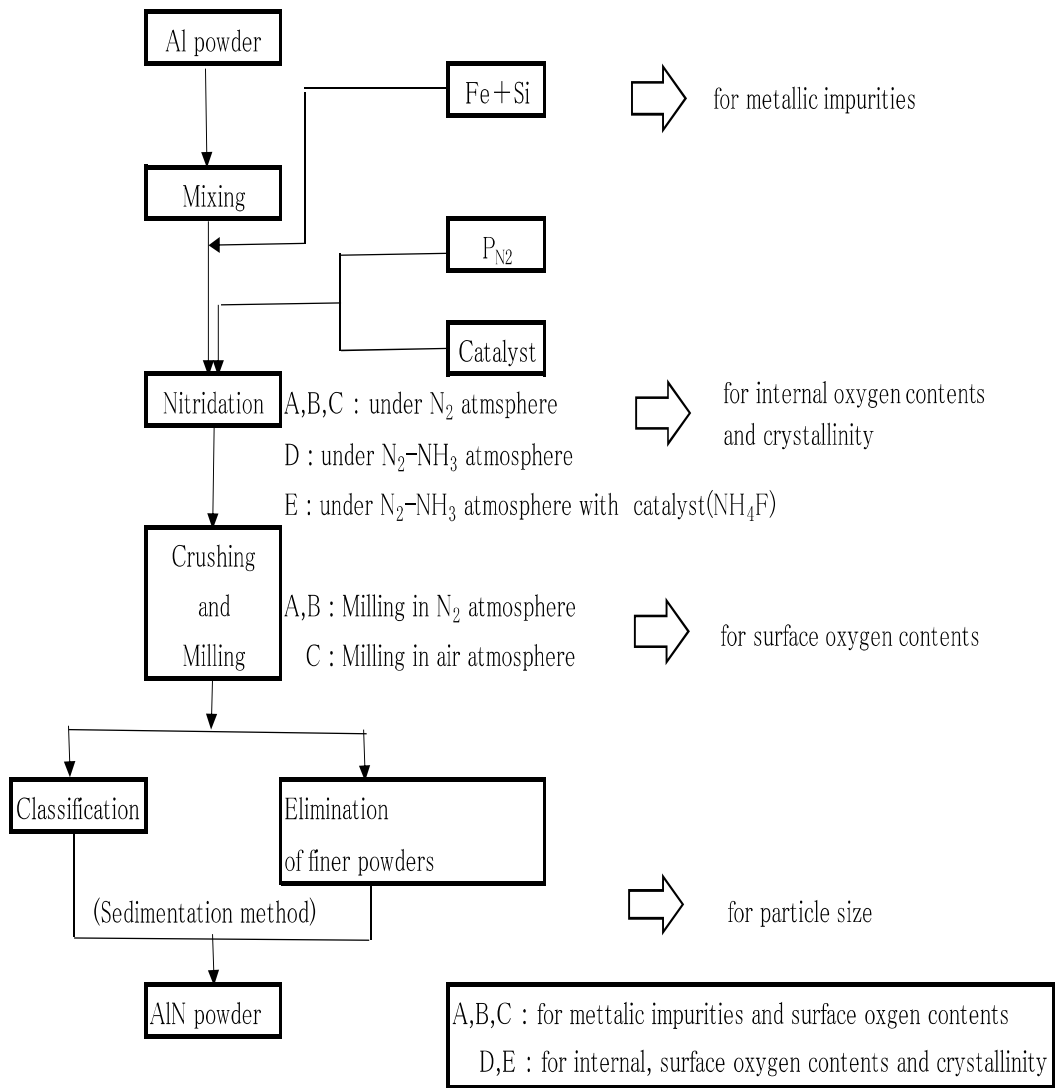 Al powder
Fe+Si
for metallic impurities
Mixing
P_N2
Catalyst
Nitridation
A,B,C : under N₂ atmsphere
for internal oxygen contents
and crystallinity
D : under N₂-NH₃ atmosphere
E : under N₂-NH₃ atmosphere with catalyst(NH₄F)
Crushing
and
Milling
A,B : Milling in N₂ atmosphere
C : Milling in air atmosphere
for surface oxygen contents
Classification
Elimination
of finer powders
(Sedimentation method)
for particle size
AlN powder
A,B,C : for mettalic impurities and surface oxgen contents
D,E : for internal, surface oxygen contents and crystallinity